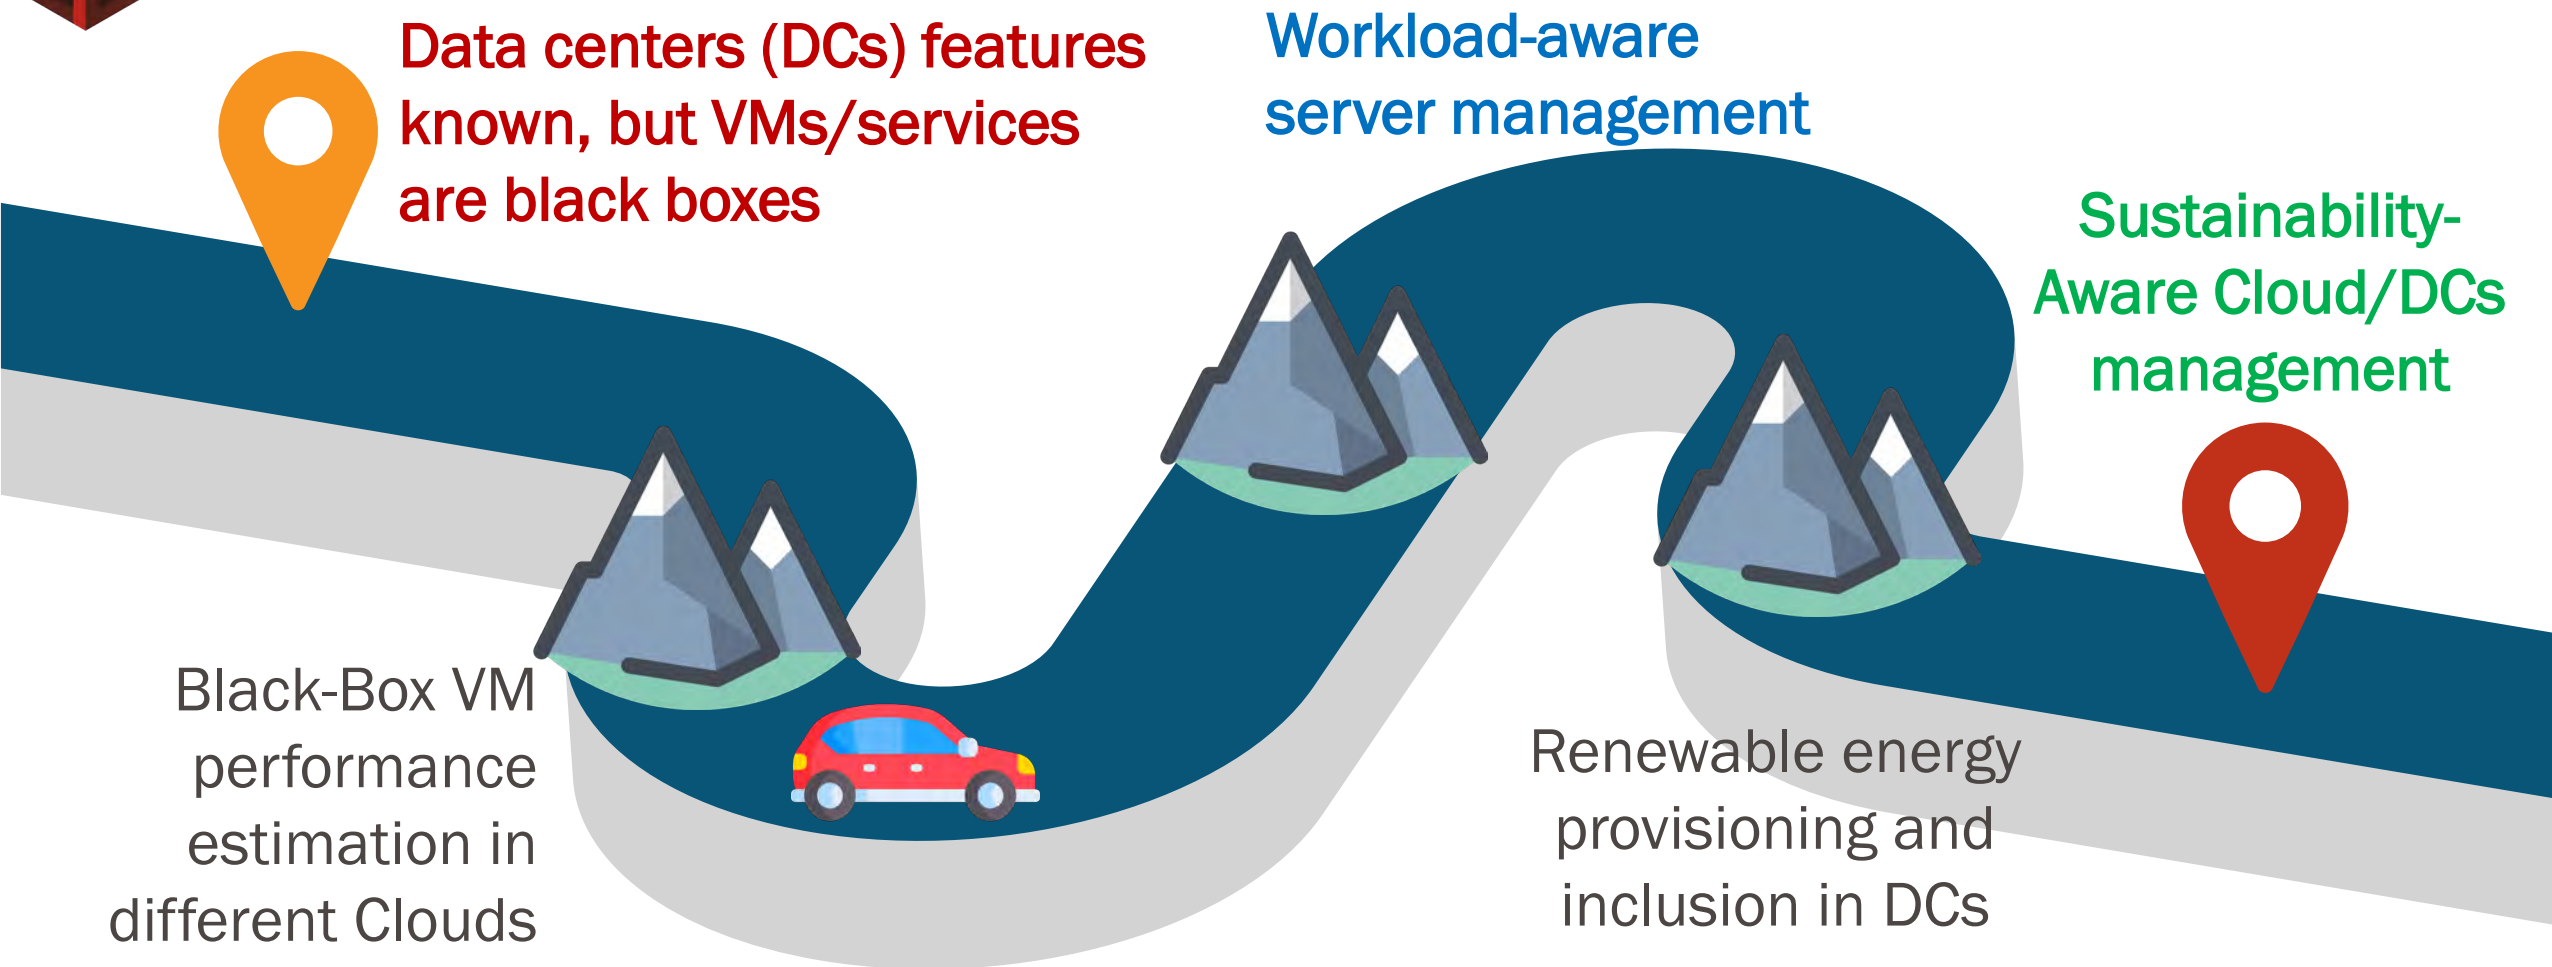 Data centers (DCs) features
known, but VMs/services
are black boxes
Workload-aware
server management
Sustainability-
Aware Cloud/DCs
management
Black-Box VM
performance
estimation in
different Clouds
Renewable energy
provisioning and
inclusion in DCs